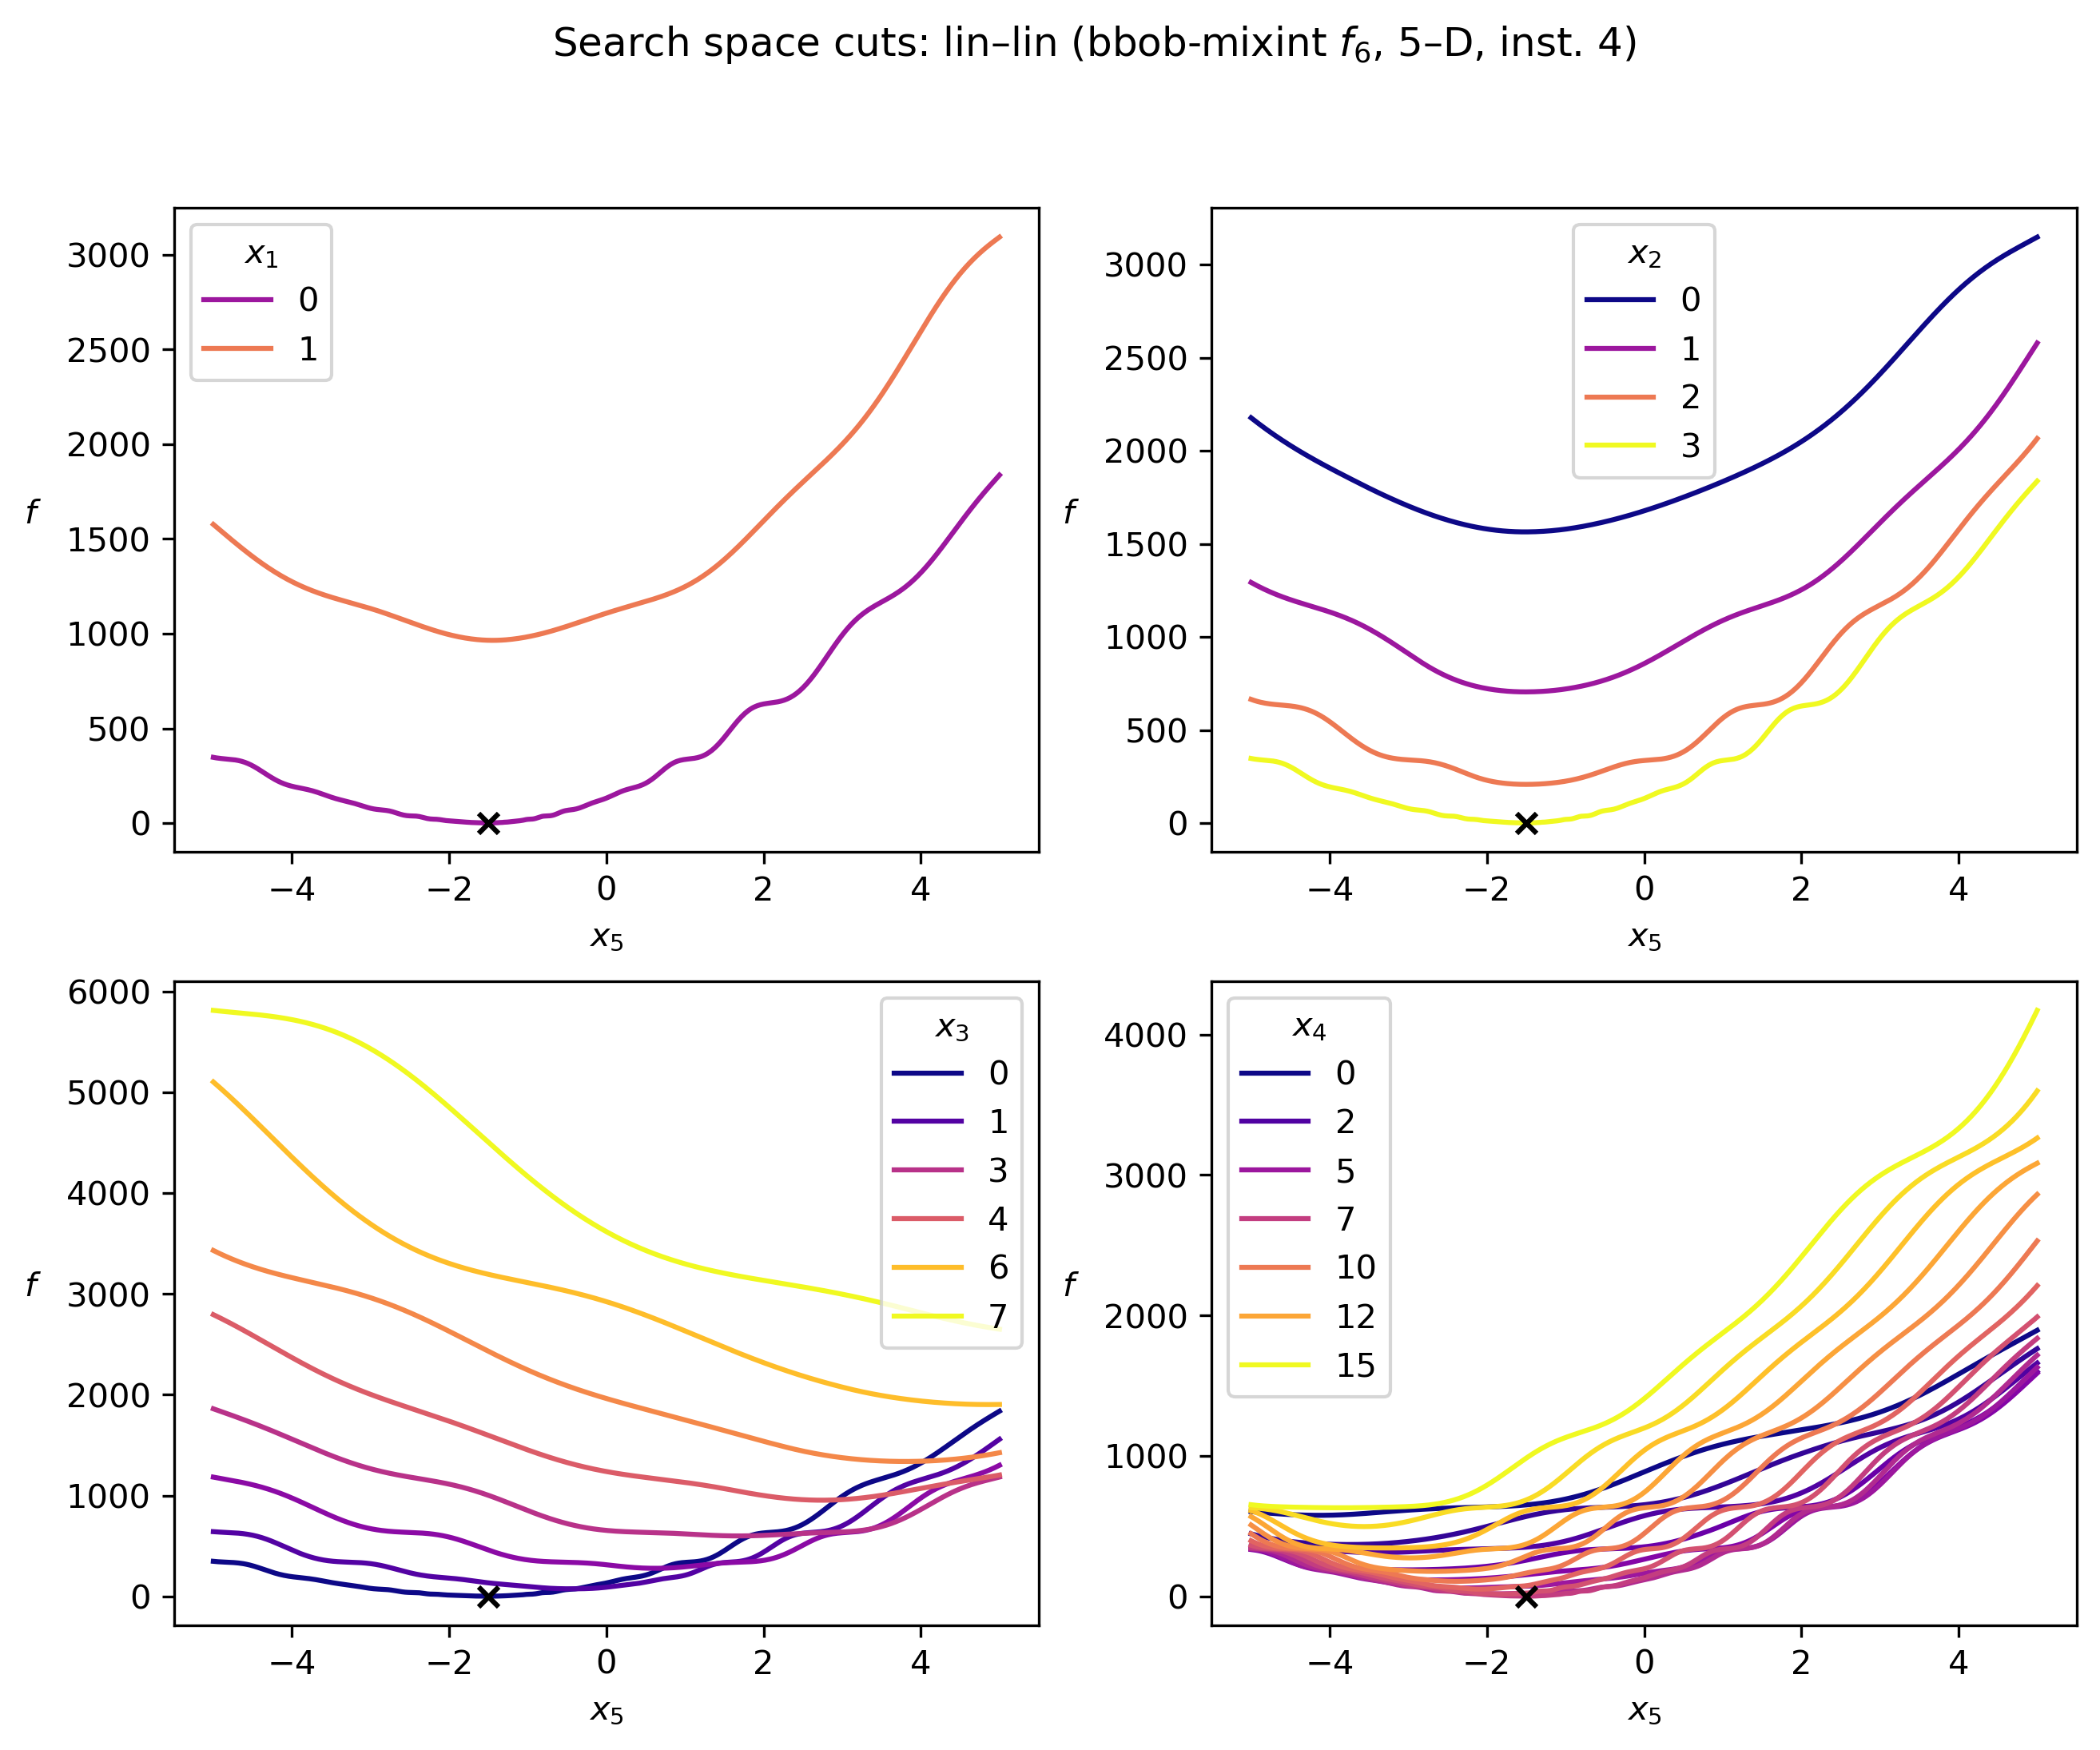 Search space cuts: lin–lin (bbob-mixint f₆, 5–D, inst. 4)
x₁
0
1
3000
2500
2000
1500
1000
500
0
f
−4 −2 0 2 4
x₅
x₂
0
1
2
3
3000
2500
2000
1500
1000
500
0
f
−4 −2 0 2 4
x₅
x₃
0
1
3
4
6
7
6000
5000
4000
3000
2000
1000
0
f
−4 −2 0 2 4
x₅
x₄
0
2
5
7
10
12
15
4000
3000
2000
1000
0
f
−4 −2 0 2 4
x₅